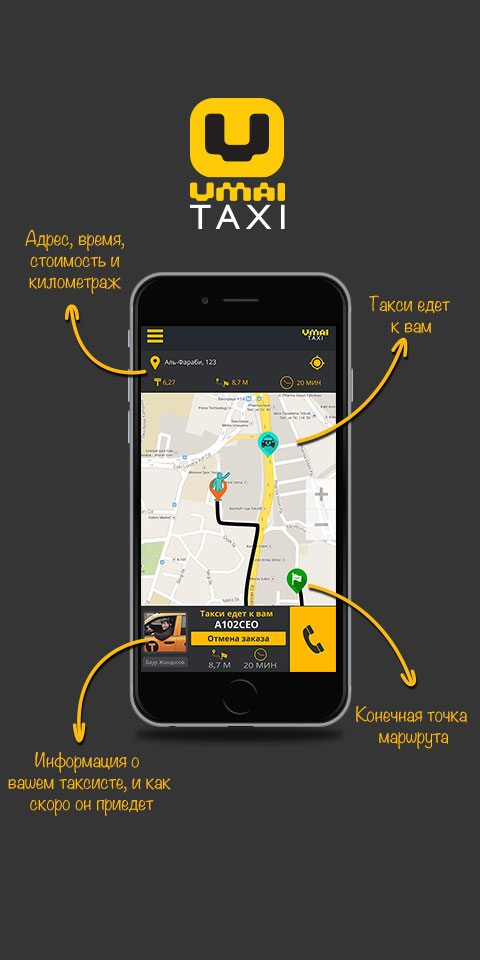 UMAI
TAXI
Адрес, время,
стоимость и
километраж
Такси едет
к вам
UMAI
TAXI
Аль-Фараби, 123
₸ 6,27
8,7 М
20 МИН
Такси едет к вам
A102CEO
Отмена заказа
8,7 М
20 МИН
Баур Жандосов
Конечная точка
маршрута
Информация о
вашем таксисте, и как
скоро он приедет